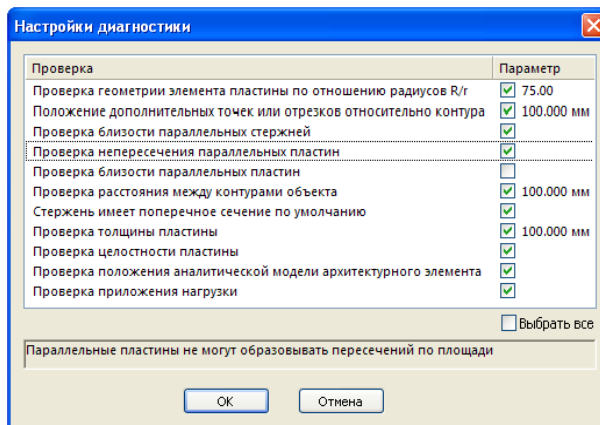 Настройки диагностики
Проверка Параметр
Проверка геометрии элемента пластины по отношению радиусов R/r 75.00
Положение дополнительных точек или отрезков относительно контура 100.000 мм
Проверка близости параллельных стержней
Проверка непересечения параллельных пластин
Проверка близости параллельных пластин
Проверка расстояния между контурами объекта 100.000 мм
Стержень имеет поперечное сечение по умолчанию
Проверка толщины пластины 100.000 мм
Проверка целостности пластины
Проверка положения аналитической модели архитектурного элемента
Проверка приложения нагрузки
Выбрать все
Параллельные пластины не могут образовывать пересечений по площади
ОК Отмена